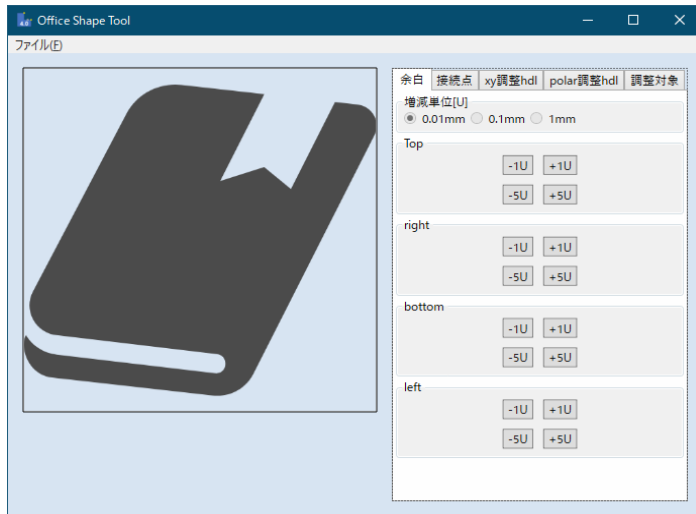 Office Shape Tool
ファイル(F)
余白 接続点 xy調整hdl polar調整hdl 調整対象
増減単位[U]
0.01mm 0.1mm 1mm
Top
-1U +1U
-5U +5U
right
-1U +1U
-5U +5U
bottom
-1U +1U
-5U +5U
left
-1U +1U
-5U +5U